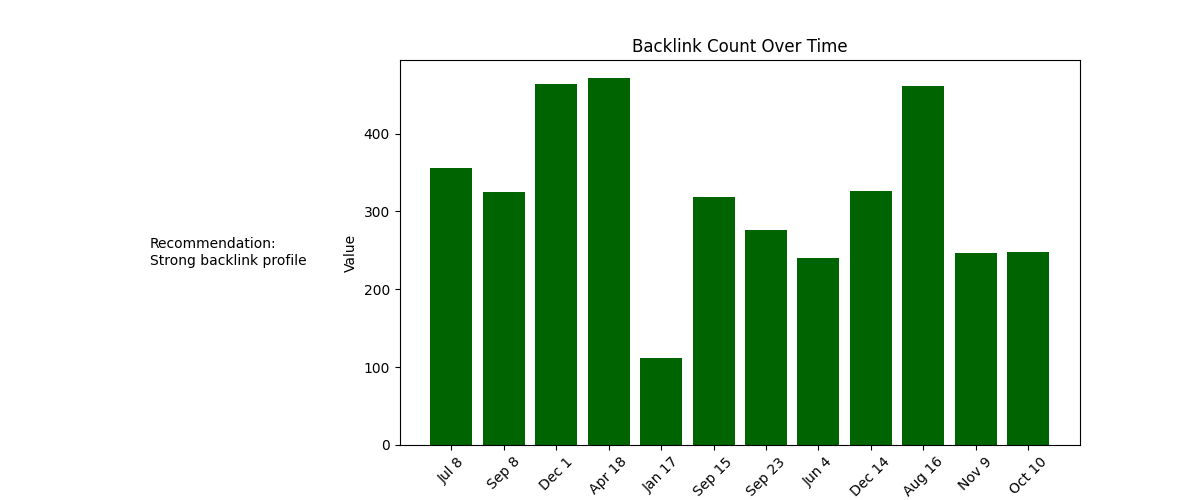 Backlink Count Over Time
Recommendation:
Strong backlink profile
Value
400
300
200
100
0
Jul 8
Sep 8
Dec 1
Apr 18
Jan 17
Sep 15
Sep 23
Jun 4
Dec 14
Aug 16
Nov 9
Oct 10